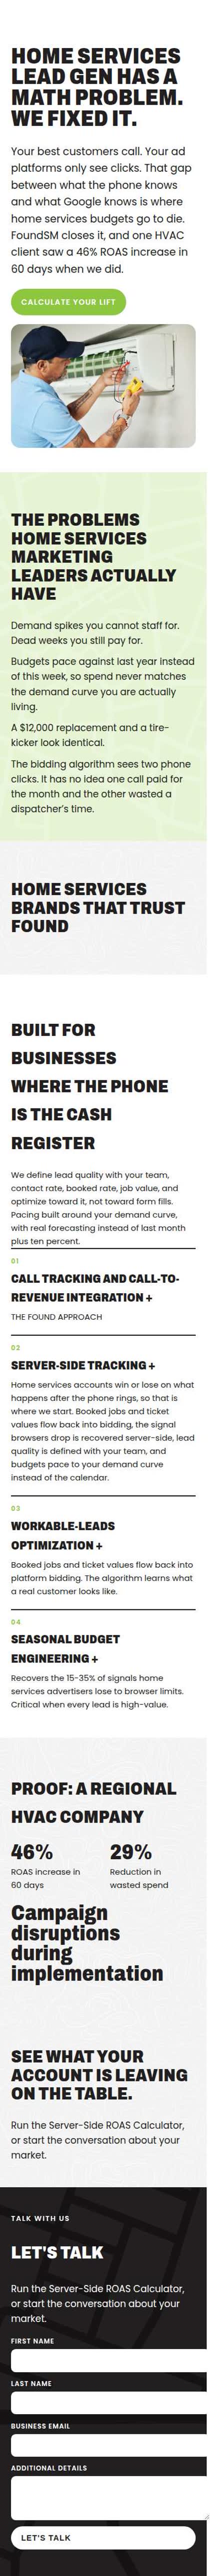 HOME SERVICES
LEAD GEN HAS A
MATH PROBLEM.
WE FIXED IT.
Your best customers call. Your ad
platforms only see clicks. That gap
between what the phone knows
and what Google knows is where
home services budgets go to die.
FoundSM closes it, and one HVAC
client saw a 46% ROAS increase in
60 days when we did.
CALCULATE YOUR LIFT
THE PROBLEMS
HOME SERVICES
MARKETING
LEADERS ACTUALLY
HAVE
Demand spikes you cannot staff for.
Dead weeks you still pay for.
Budgets pace against last year instead
of this week, so spend never matches
the demand curve you are actually
living.
A $12,000 replacement and a tire-
kicker look identical.
The bidding algorithm sees two phone
clicks. It has no idea one call paid for
the month and the other wasted a
dispatcher's time.
HOME SERVICES
BRANDS THAT TRUST
FOUND
BUILT FOR
BUSINESSES
WHERE THE PHONE
IS THE CASH
REGISTER
We define lead quality with your team,
contact rate, booked rate, job value, and
optimize toward it, not toward form fills.
Pacing built around your demand curve,
with real forecasting instead of last month
plus ten percent.
01
CALL TRACKING AND CALL-TO-
REVENUE INTEGRATION +
THE FOUND APPROACH
02
SERVER-SIDE TRACKING +
Home services accounts win or lose on what
happens after the phone rings, so that is
where we start. Booked jobs and ticket
values flow back into bidding, the signal
browsers drop is recovered server-side, lead
quality is defined with your team, and
budgets pace to your demand curve
instead of the calendar.
03
WORKABLE-LEADS
OPTIMIZATION +
Booked jobs and ticket values flow back into
platform bidding. The algorithm learns what
a real customer looks like.
04
SEASONAL BUDGET
ENGINEERING +
Recovers the 15-35% of signals home
services advertisers lose to browser limits.
Critical when every lead is high-value.
PROOF: A REGIONAL
HVAC COMPANY
46%
ROAS increase in
60 days
29%
Reduction in
wasted spend
Campaign
disruptions
during
implementation
SEE WHAT YOUR
ACCOUNT IS LEAVING
ON THE TABLE.
Run the Server-Side ROAS Calculator,
or start the conversation about your
market.
TALK WITH US
LET'S TALK
Run the Server-Side ROAS Calculator,
or start the conversation about your
market.
FIRST NAME
LAST NAME
BUSINESS EMAIL
ADDITIONAL DETAILS
LET'S TALK